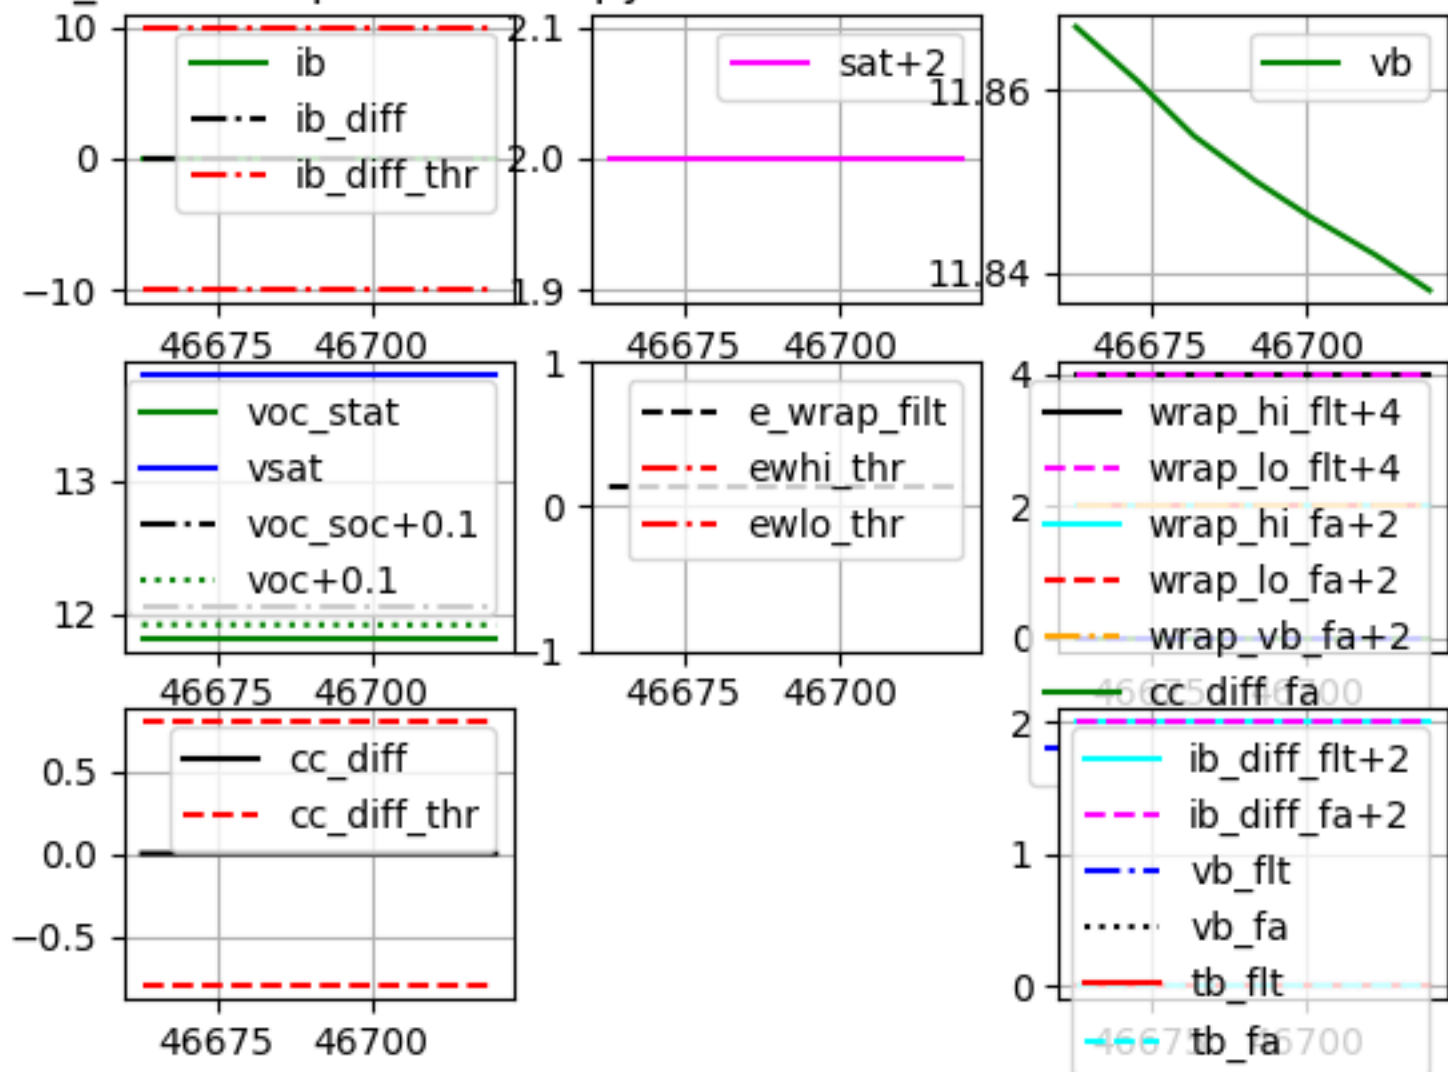 10
0
−10
ib
ib_diff
ib_diff_thr
46675
46700
2.1
2.0
1.9
sat+2
46675
46700
11.86
11.84
vb
46675
46700
13
12
voc_stat
vsat
voc_soc+0.1
voc+0.1
46675
46700
1
0
−1
e_wrap_filt
ewhi_thr
ewlo_thr
46675
46700
4
2
0
wrap_hi_flt+4
wrap_lo_flt+4
wrap_hi_fa+2
wrap_lo_fa+2
wrap_vb_fa+2
cc_diff_fa
46675
46700
0.5
0.0
−0.5
cc_diff
cc_diff_thr
46675
46700
2
1
0
ib_diff_flt+2
ib_diff_fa+2
vb_flt
vb_fa
tb_flt
tb_fa
46675
46700